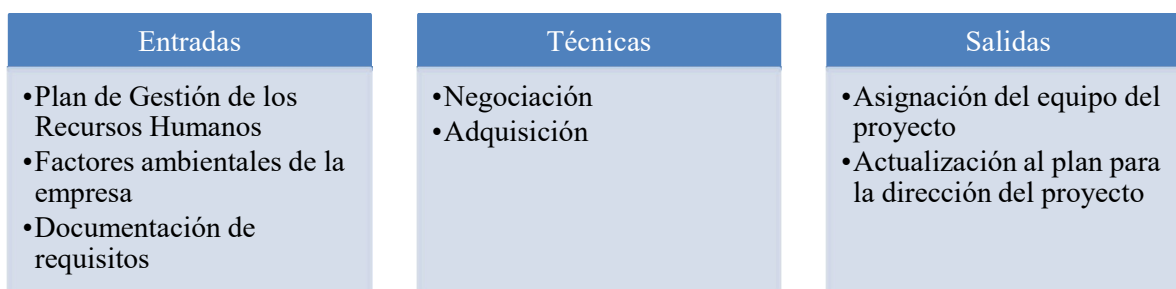 Entradas
•Plan de Gestión de los
Recursos Humanos
•Factores ambientales de la
empresa
•Documentación de
requisitos
Técnicas
•Negociación
•Adquisición
Salidas
•Asignación del equipo del
proyecto
•Actualización al plan para
la dirección del proyecto